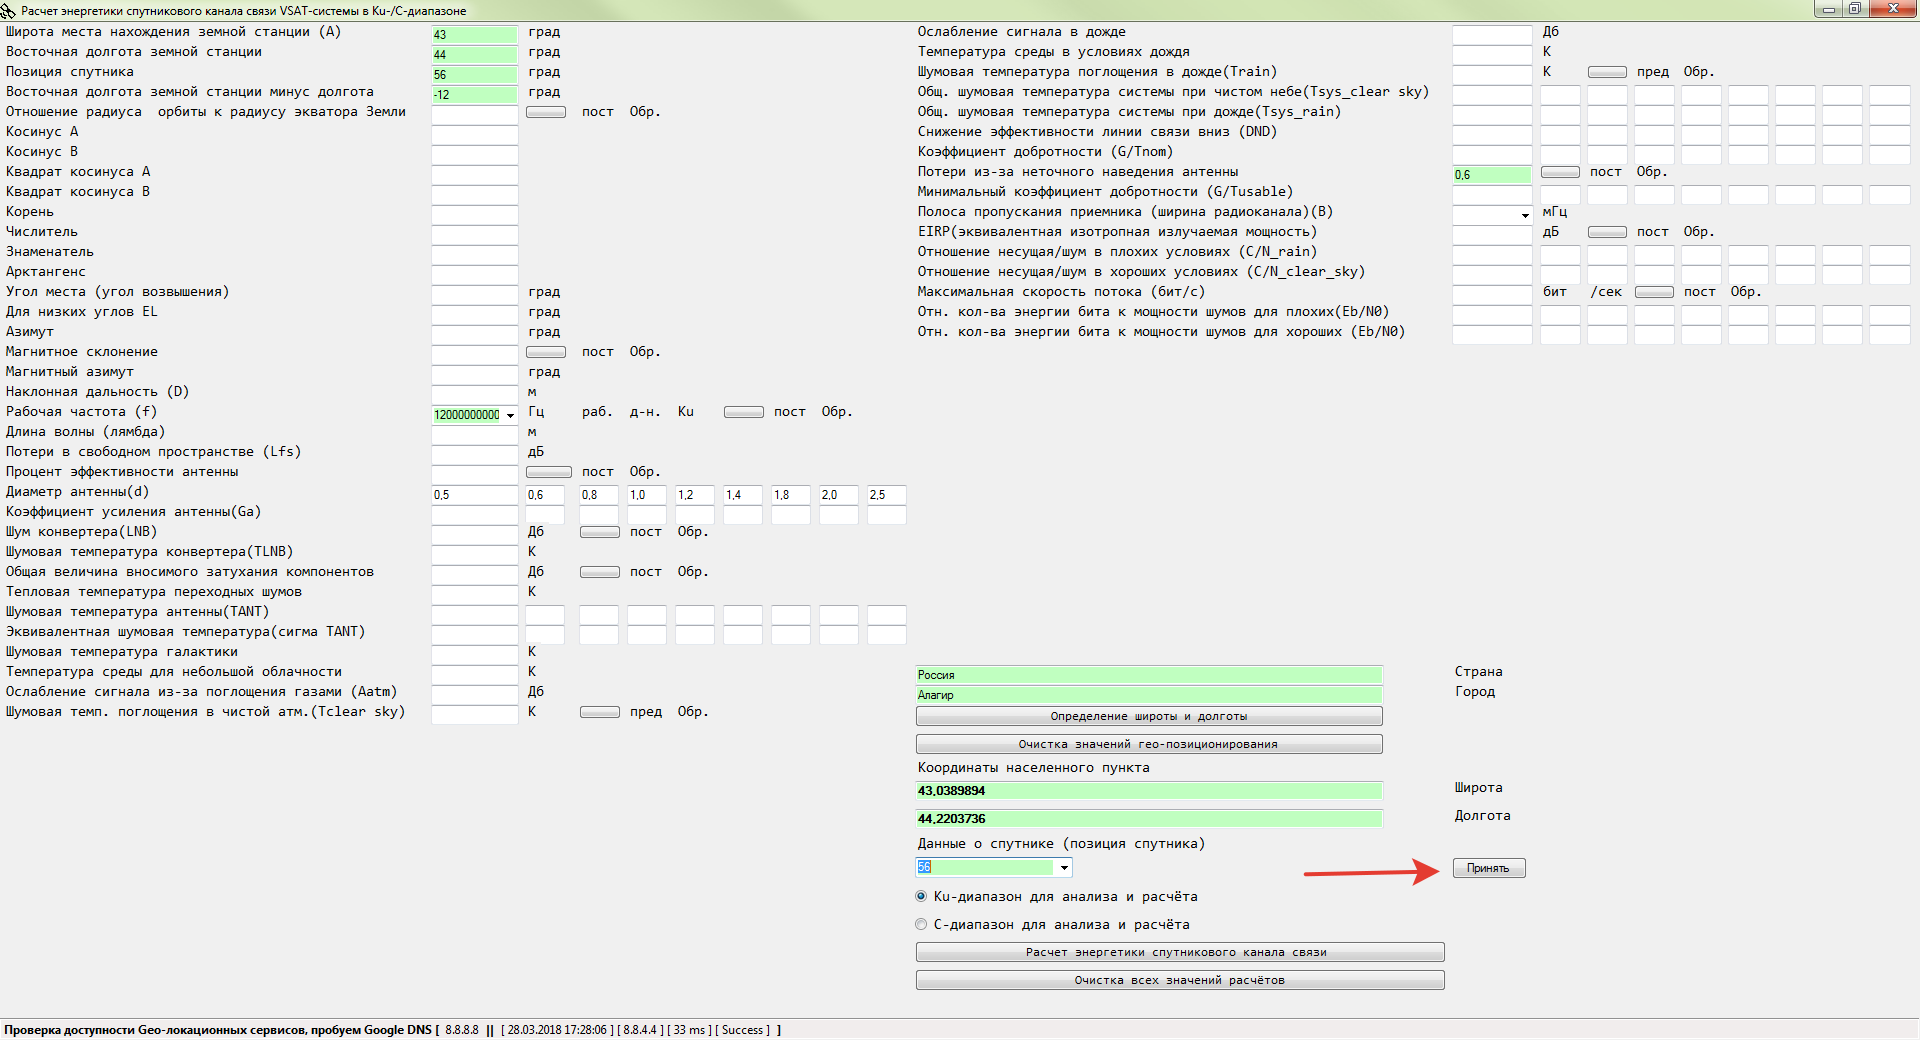 Расчет энергетики спутникового канала связи VSAT-системы в Ku-/C-диапазоне
Широта места нахождения земной станции (A) 43 град
Восточная долгота земной станции 44 град
Позиция спутника 56 град
Восточная долгота земной станции минус долгота -12 град
Отношение радиуса орбиты к радиусу экватора Земли пост Обр.
Косинус A
Косинус B
Квадрат косинуса A
Квадрат косинуса B
Корень
Числитель
Знаменатель
Арктангенс
Угол места (угол возвышения) град
Для низких углов EL град
Азимут град
Магнитное склонение пост Обр.
Магнитный азимут град
Наклонная дальность (D) м
Рабочая частота (f) 12000000000 Гц раб. д-н. Ku пост Обр.
Длина волны (лямбда) м
Потери в свободном пространстве (Lfs) дБ
Процент эффективности антенны пост Обр.
Диаметр антенны(d) 0,5 0,6 0,8 1,0 1,2 1,4 1,8 2,0 2,5
Коэффициент усиления антенны(Ga)
Шум конвертера(LNB) Дб пост Обр.
Шумовая температура конвертера(TLNB) К
Общая величина вносимого затухания компонентов Дб пост Обр.
Тепловая температура переходных шумов К
Шумовая температура антенны(TANT)
Эквивалентная шумовая температура(сигма TANT)
Шумовая температура галактики К
Температура среды для небольшой облачности К
Ослабление сигнала из-за поглощения газами (Aatm) Дб
Шумовая темп. поглощения в чистой атм.(Tclear sky) К пред Обр.
Ослабление сигнала в дожде Дб
Температура среды в условиях дождя К
Шумовая температура поглощения в дожде(Train) К пред Обр.
Общ. шумовая температура системы при чистом небе(Tsys_clear sky)
Общ. шумовая температура системы при дожде(Tsys_rain)
Снижение эффективности линии связи вниз (DND)
Коэффициент добротности (G/Tnom)
Потери из-за неточного наведения антенны 0,6 пост Обр.
Минимальный коэффициент добротности (G/Tusable)
Полоса пропускания приемника (ширина радиоканала)(B) мГц
EIRP(эквивалентная изотропная излучаемая мощность) дБ пост Обр.
Отношение несущая/шум в плохих условиях (C/N_rain)
Отношение несущая/шум в хороших условиях (C/N_clear_sky)
Максимальная скорость потока (бит/с) бит /сек пост Обр.
Отн. кол-ва энергии бита к мощности шумов для плохих(Eb/N0)
Отн. кол-ва энергии бита к мощности шумов для хороших (Eb/N0)
Россия Страна
Алагир Город
Определение широты и долготы
Очистка значений гео-позиционирования
Координаты населенного пункта
43,0389894 Широта
44,2203736 Долгота
Данные о спутнике (позиция спутника)
56 Принять
Ku-диапазон для анализа и расчёта
C-диапазон для анализа и расчёта
Расчет энергетики спутникового канала связи
Очистка всех значений расчётов
Проверка доступности Geo-локационных сервисов, пробуем Google DNS [ 8.8.8.8 || [ 28.03.2018 17:28:06 ] [ 8.8.4.4 ] [ 33 ms ] [ Success ] ]